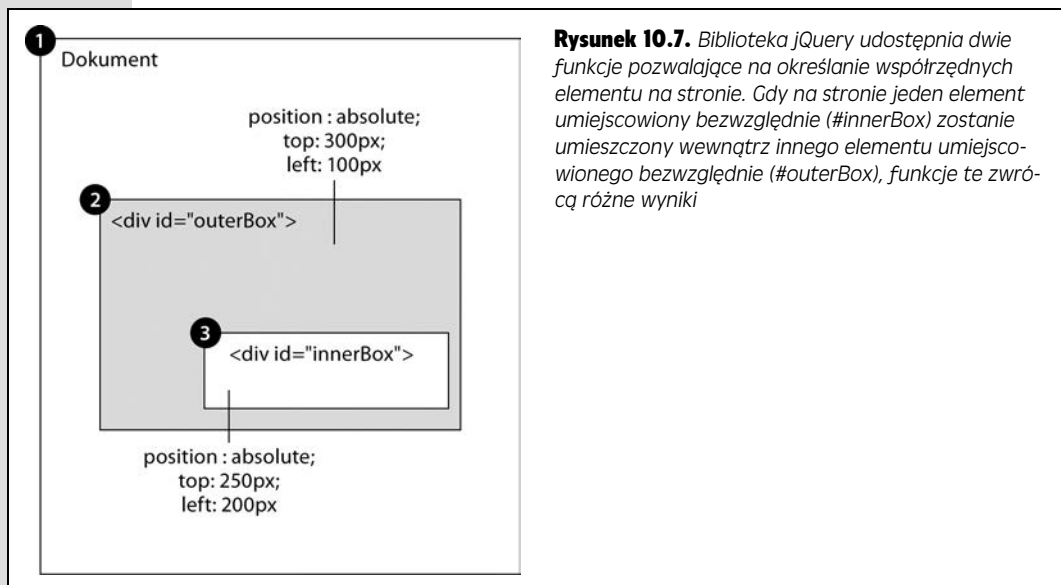 1
Dokument
position : absolute;
top: 300px;
left: 100px
2
<div id="outerBox">
3
<div id="innerBox">
position : absolute;
top: 250px;
left: 200px
Rysunek 10.7. Biblioteka jQuery udostępnia dwie
funkcje pozwalające na określanie współrzędnych
elementu na stronie. Gdy na stronie jeden element
umiejscowiony bezwzględnie (#innerBox) zostanie
umieszczony wewnątrz innego elementu umiejsco-
wionego bezwzględnie (#outerBox), funkcje te zwró-
cą różne wyniki